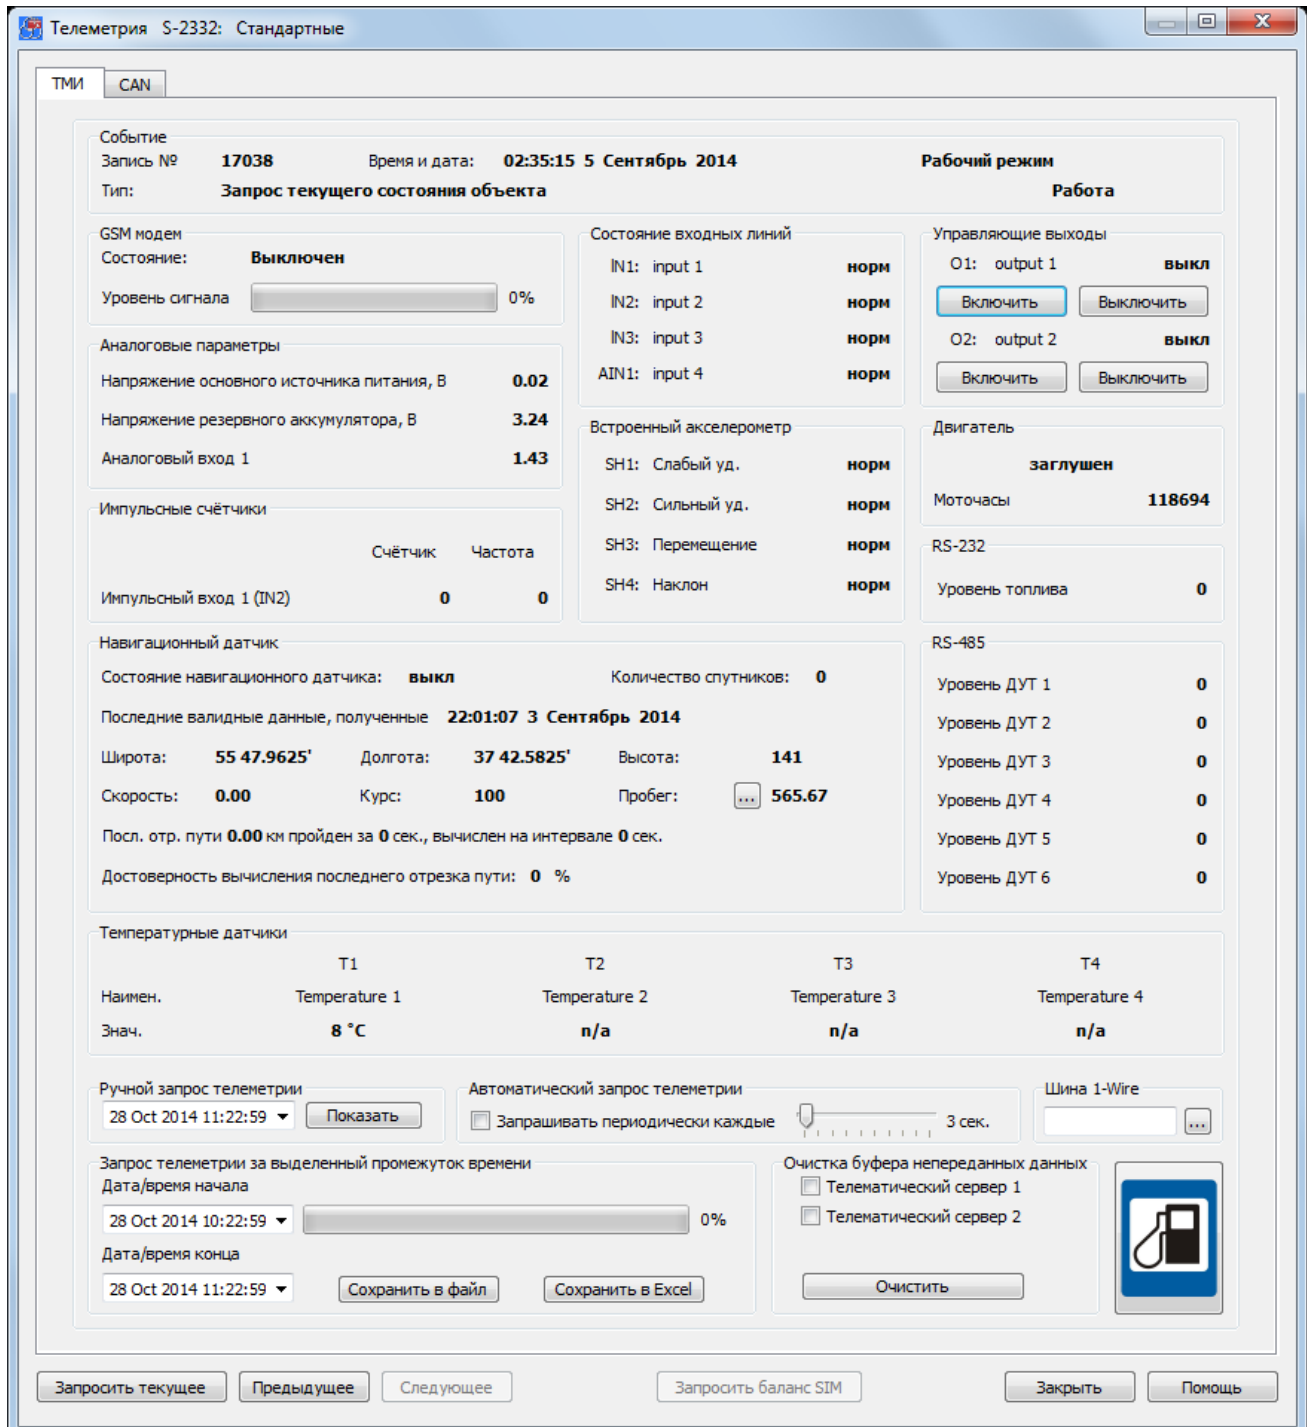 Телеметрия S-2332: Стандартные
ТМИ CAN
Событие
Запись № 17038 Время и дата: 02:35:15 5 Сентябрь 2014 Рабочий режим
Тип: Запрос текущего состояния объекта Работа
GSM модем
Состояние: Выключен
Уровень сигнала 0%
Состояние входных линий
IN1: input 1 норм
IN2: input 2 норм
IN3: input 3 норм
AIN1: input 4 норм
Управляющие выходы
O1: output 1 выкл
Включить Выключить
O2: output 2 выкл
Включить Выключить
Аналоговые параметры
Напряжение основного источника питания, В 0.02
Напряжение резервного аккумулятора, В 3.24
Аналоговый вход 1 1.43
Встроенный акселерометр
SH1: Слабый уд. норм
SH2: Сильный уд. норм
SH3: Перемещение норм
SH4: Наклон норм
Двигатель
заглушен
Моточасы 118694
Импульсные счётчики
Счётчик Частота
Импульсный вход 1 (IN2) 0 0
RS-232
Уровень топлива 0
Навигационный датчик
Состояние навигационного датчика: выкл Количество спутников: 0
Последние валидные данные, полученные 22:01:07 3 Сентябрь 2014
Широта: 55 47.9625' Долгота: 37 42.5825' Высота: 141
Скорость: 0.00 Курс: 100 Пробег: ... 565.67
Посл. отр. пути 0.00 км пройден за 0 сек., вычислен на интервале 0 сек.
Достоверность вычисления последнего отрезка пути: 0 %
RS-485
Уровень ДУТ 1 0
Уровень ДУТ 2 0
Уровень ДУТ 3 0
Уровень ДУТ 4 0
Уровень ДУТ 5 0
Уровень ДУТ 6 0
Температурные датчики
T1 T2 T3 T4
Наимен. Temperature 1 Temperature 2 Temperature 3 Temperature 4
Знач. 8 °C n/a n/a n/a
Ручной запрос телеметрии
28 Oct 2014 11:22:59 Показать
Автоматический запрос телеметрии
Запрашивать периодически каждые 3 сек.
Шина 1-Wire
...
Запрос телеметрии за выделенный промежуток времени
Дата/время начала
28 Oct 2014 10:22:59 0%
Дата/время конца
28 Oct 2014 11:22:59 Сохранить в файл Сохранить в Excel
Очистка буфера непереданных данных
Телематический сервер 1
Телематический сервер 2
Очистить
Запросить текущее Предыдущее Следующее Запросить баланс SIM Закрыть Помощь